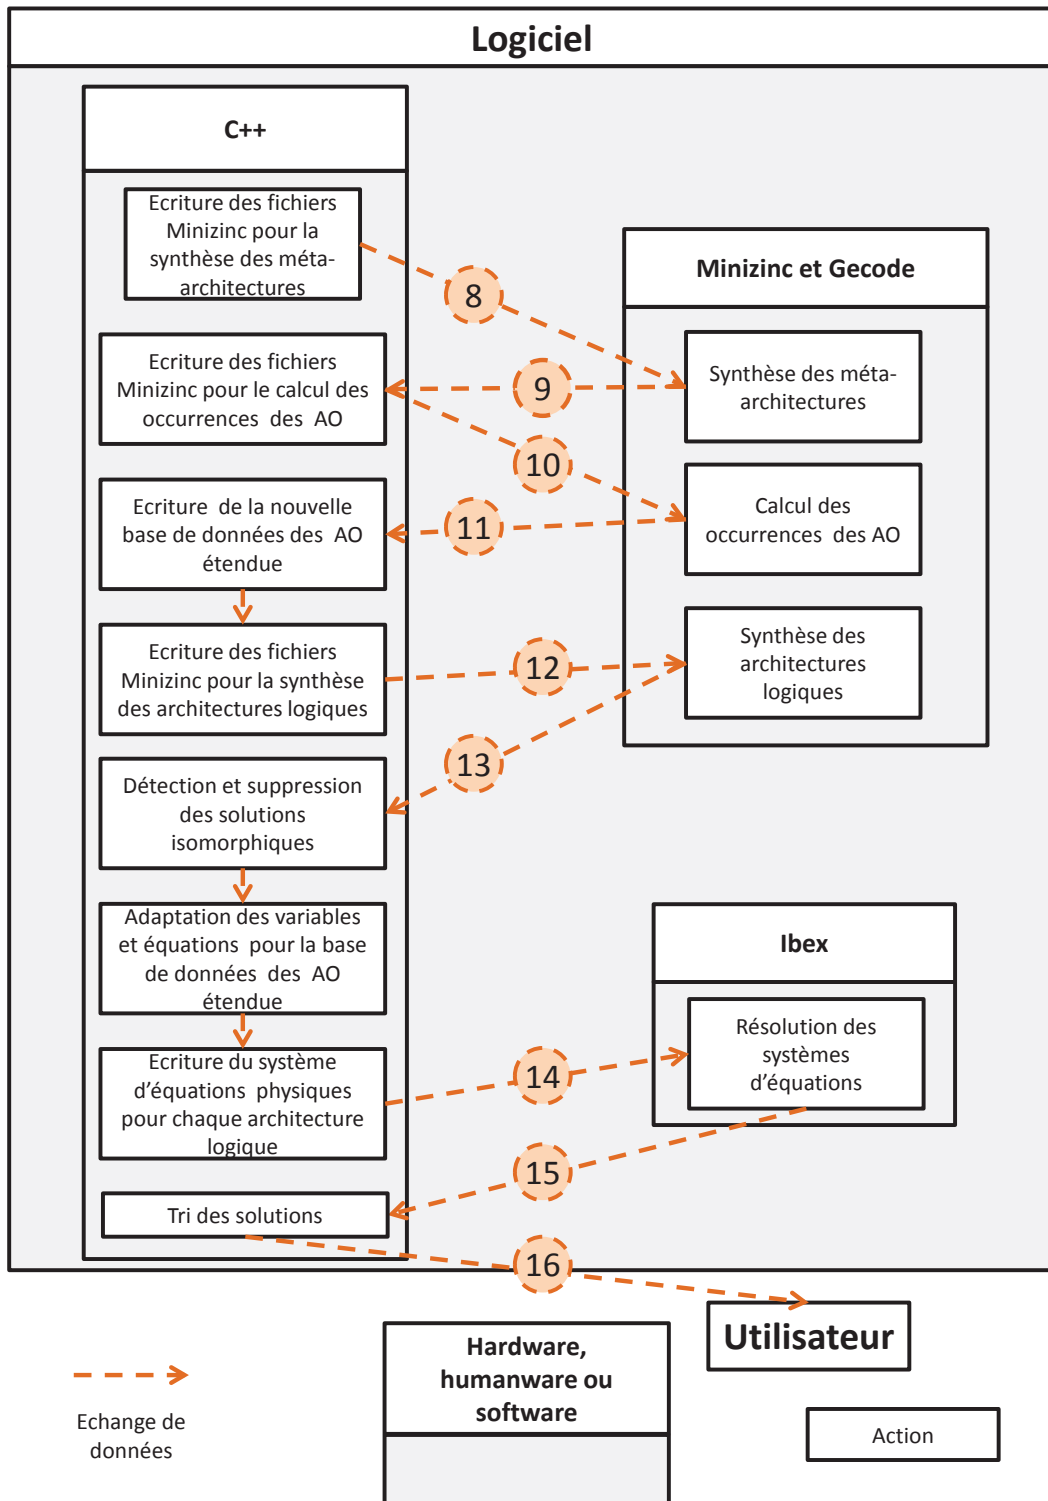 Logiciel
C++
Ecriture des fichiers
Minizinc pour la
synthèse des méta-
architectures
8
Minizinc et Gecode
Ecriture des fichiers
Minizinc pour le calcul des
occurrences des AO
9
Synthèse des méta-
architectures
10
Ecriture de la nouvelle
base de données des AO
étendue
11
Calcul des
occurrences des AO
Ecriture des fichiers
Minizinc pour la synthèse
des architectures logiques
12
Synthèse des
architectures
logiques
13
Détection et suppression
des solutions
isomorphiques
Adaptation des variables
et équations pour la base
de données des AO
étendue
Ibex
Ecriture du système
d'équations physiques
pour chaque architecture
logique
14
Résolution des
systèmes
d’équations
15
Tri des solutions
16
Utilisateur
Hardware,
humanware ou
software
Echange de
données
Action